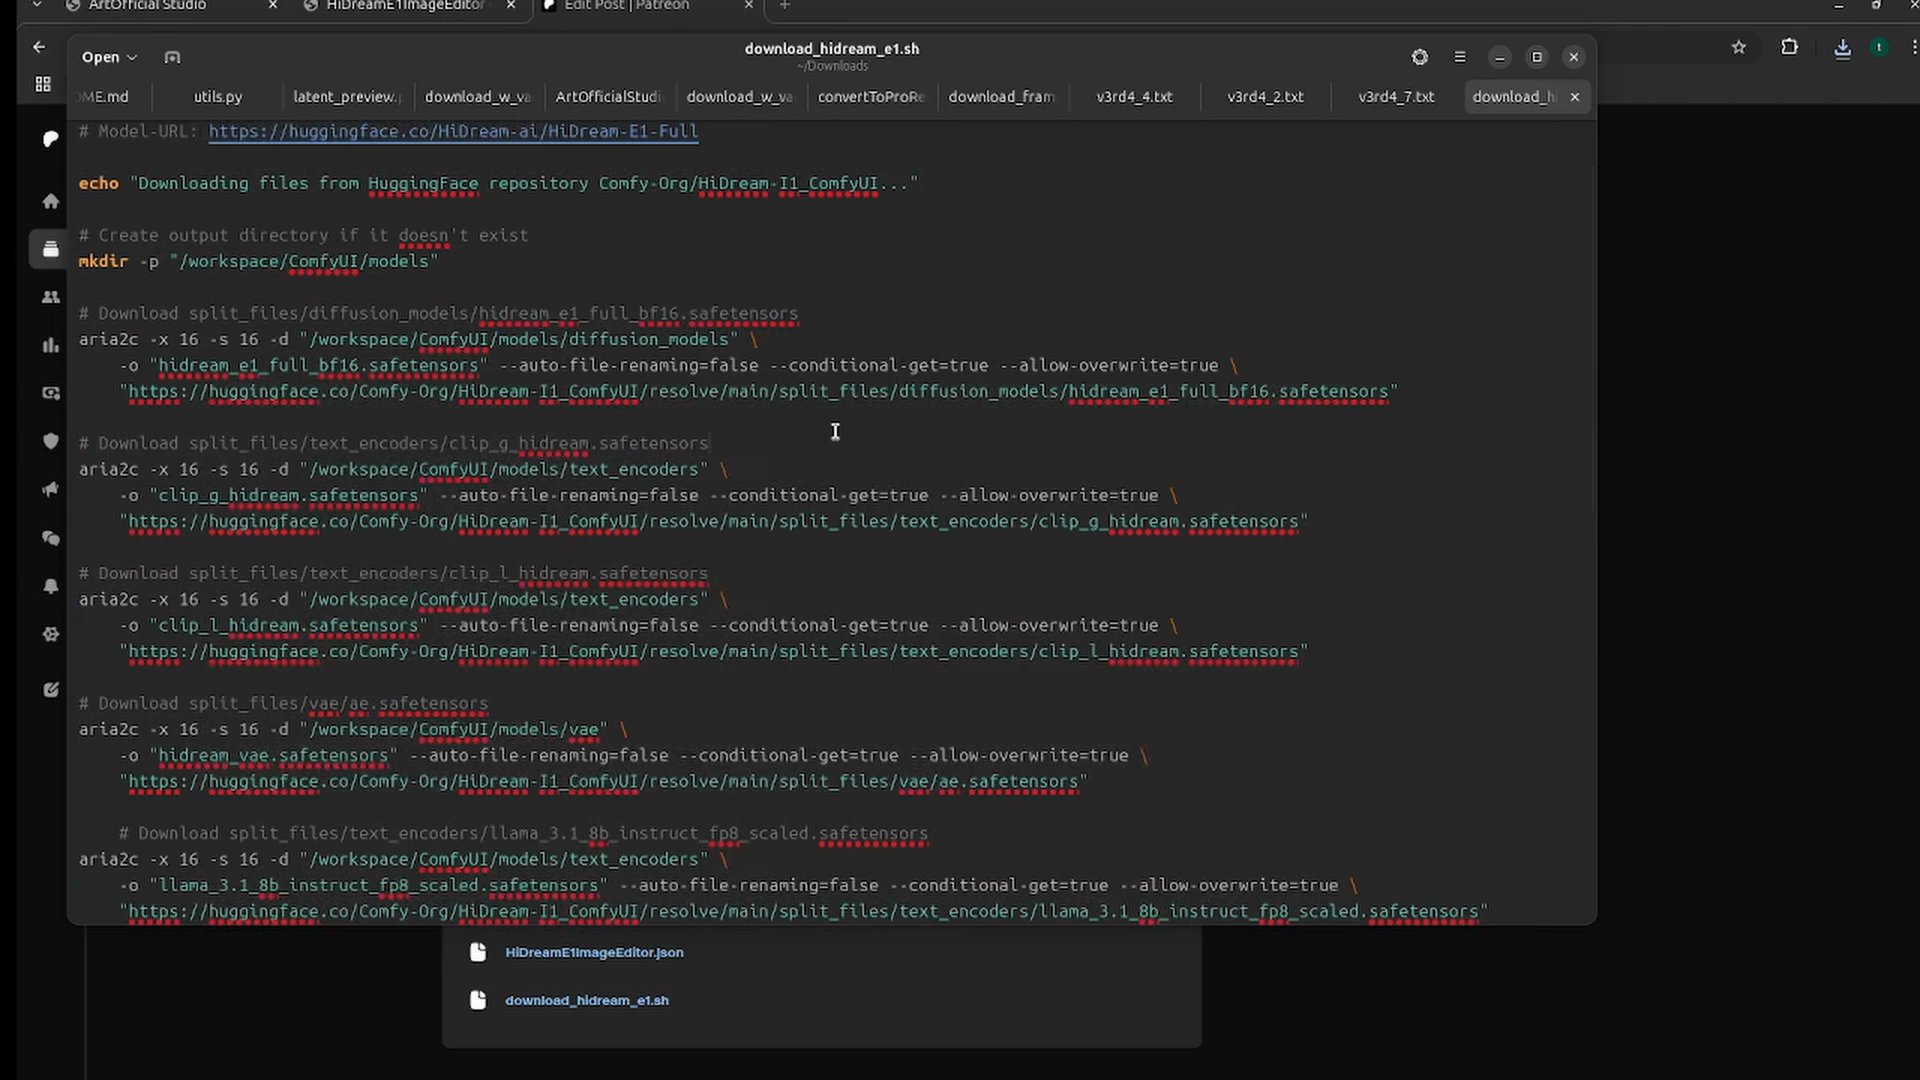 ArtOfficial Studio
HiDreamE1ImageEditor
Edit Post | Patreon
Open
download_hidream_e1.sh
~/Downloads
t
OME.md
utils.py
latent_preview.
download_w_va
ArtOfficialStudi
download_w_va
convertToProRe
download_fram
v3rd4_4.txt
v3rd4_2.txt
v3rd4_7.txt
download_hi
# Model-URL: https://huggingface.co/HiDream-ai/HiDream-E1-Full
echo "Downloading files from HuggingFace repository Comfy-Org/HiDream-I1_ComfyUI..."
# Create output directory if it doesn't exist
mkdir -p "/workspace/ComfyUI/models"
# Download split_files/diffusion_models/hidream_e1_full_bf16.safetensors
aria2c -x 16 -s 16 -d "/workspace/ComfyUI/models/diffusion_models" \
-o "hidream_e1_full_bf16.safetensors" --auto-file-renaming=false --conditional-get=true --allow-overwrite=true \
"https://huggingface.co/Comfy-Org/HiDream-I1_ComfyUI/resolve/main/split_files/diffusion_models/hidream_e1_full_bf16.safetensors"
# Download split_files/text_encoders/clip_g_hidream.safetensors
aria2c -x 16 -s 16 -d "/workspace/ComfyUI/models/text_encoders" \
-o "clip_g_hidream.safetensors" --auto-file-renaming=false --conditional-get=true --allow-overwrite=true \
"https://huggingface.co/Comfy-Org/HiDream-I1_ComfyUI/resolve/main/split_files/text_encoders/clip_g_hidream.safetensors"
# Download split_files/text_encoders/clip_l_hidream.safetensors
aria2c -x 16 -s 16 -d "/workspace/ComfyUI/models/text_encoders" \
-o "clip_l_hidream.safetensors" --auto-file-renaming=false --conditional-get=true --allow-overwrite=true \
"https://huggingface.co/Comfy-Org/HiDream-I1_ComfyUI/resolve/main/split_files/text_encoders/clip_l_hidream.safetensors"
# Download split_files/vae/ae.safetensors
aria2c -x 16 -s 16 -d "/workspace/ComfyUI/models/vae" \
-o "hidream_vae.safetensors" --auto-file-renaming=false --conditional-get=true --allow-overwrite=true \
"https://huggingface.co/Comfy-Org/HiDream-I1_ComfyUI/resolve/main/split_files/vae/ae.safetensors"
# Download split_files/text_encoders/llama_3.1_8b_instruct_fp8_scaled.safetensors
aria2c -x 16 -s 16 -d "/workspace/ComfyUI/models/text_encoders" \
-o "llama_3.1_8b_instruct_fp8_scaled.safetensors" --auto-file-renaming=false --conditional-get=true --allow-overwrite=true \
"https://huggingface.co/Comfy-Org/HiDream-I1_ComfyUI/resolve/main/split_files/text_encoders/llama_3.1_8b_instruct_fp8_scaled.safetensors"
HiDreamE1ImageEditor.json
download_hidream_e1.sh